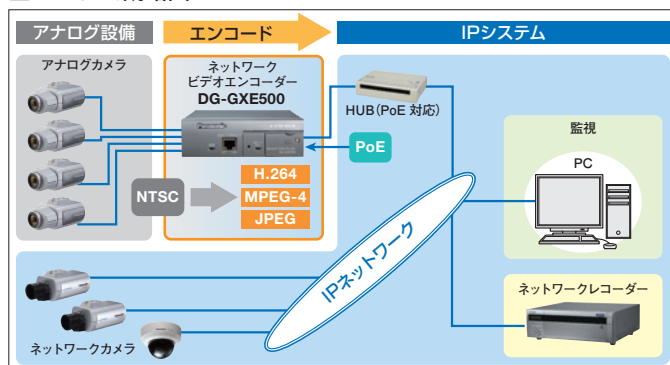 アナログ設備
エンコード
IPシステム
アナログカメラ
ネットワーク
ビデオエンコーダー
DG-GXE500
HUB(PoE 対応)
PoE
NTSC
H.264
MPEG-4
JPEG
監視
PC
IPネットワーク
ネットワークレコーダー
ネットワークカメラ